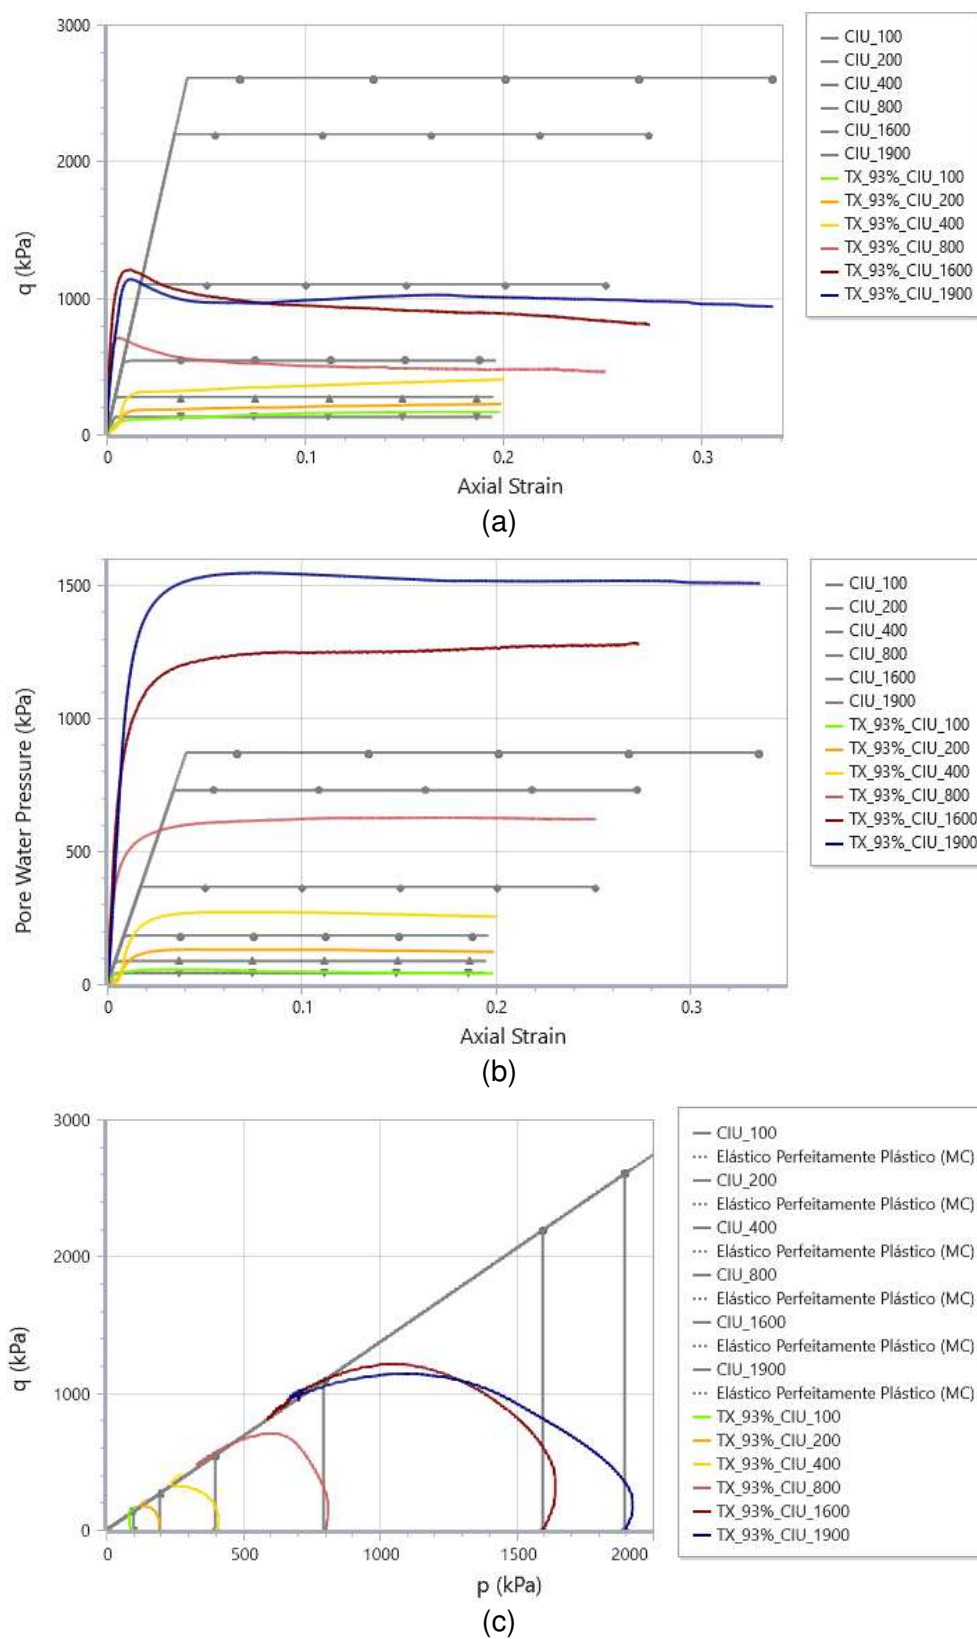 3000
2000
1000
0
q (kPa)
0
0.1
0.2
0.3
Axial Strain
CIU_100
CIU_200
CIU_400
CIU_800
CIU_1600
CIU_1900
TX_93%_CIU_100
TX_93%_CIU_200
TX_93%_CIU_400
TX_93%_CIU_800
TX_93%_CIU_1600
TX_93%_CIU_1900
(a)
1500
1000
500
0
Pore Water Pressure (kPa)
0
0.1
0.2
0.3
Axial Strain
CIU_100
CIU_200
CIU_400
CIU_800
CIU_1600
CIU_1900
TX_93%_CIU_100
TX_93%_CIU_200
TX_93%_CIU_400
TX_93%_CIU_800
TX_93%_CIU_1600
TX_93%_CIU_1900
(b)
3000
2000
1000
0
q (kPa)
0
500
1000
1500
2000
p (kPa)
CIU_100
Elástico Perfeitamente Plástico (MC)
CIU_200
Elástico Perfeitamente Plástico (MC)
CIU_400
Elástico Perfeitamente Plástico (MC)
CIU_800
Elástico Perfeitamente Plástico (MC)
CIU_1600
Elástico Perfeitamente Plástico (MC)
CIU_1900
Elástico Perfeitamente Plástico (MC)
TX_93%_CIU_100
TX_93%_CIU_200
TX_93%_CIU_400
TX_93%_CIU_800
TX_93%_CIU_1600
TX_93%_CIU_1900
(c)